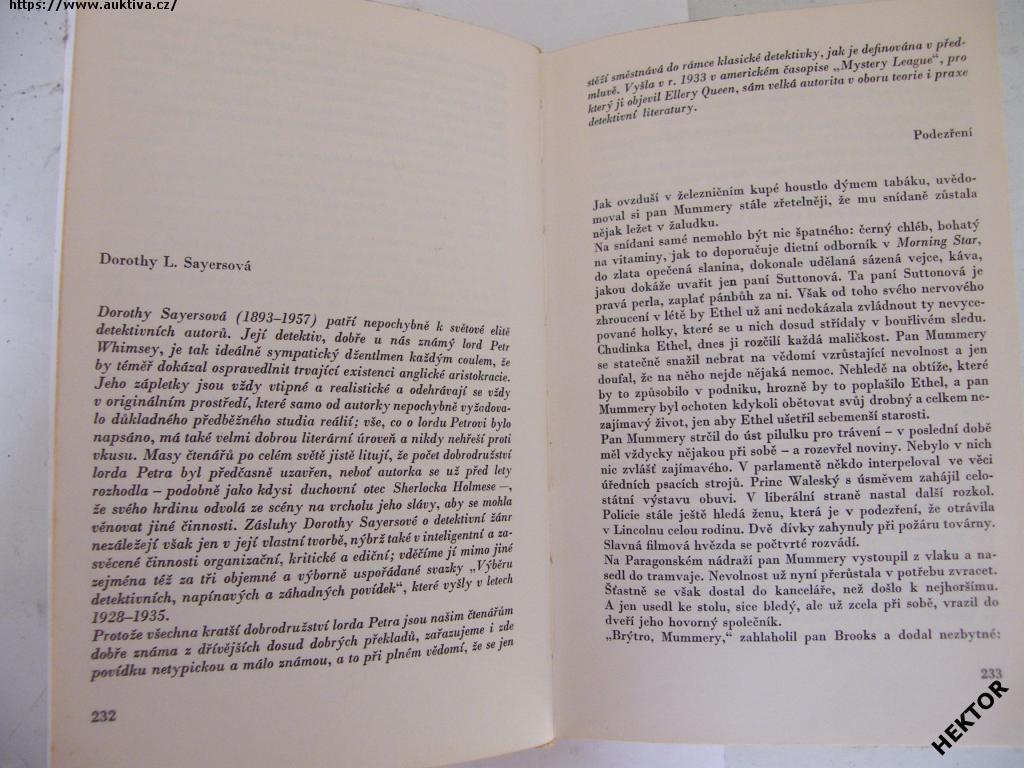 https://www.auktiva.cz/
Dorothy L. Sayersová
Dorothy Sayersová (1893–1957) patří nepochybně k světové elitě
detektivních autorů. Její detektiv, dobře u nás známý lord Petr
Whimsey, je tak ideálně sympatický džentlmen každým coulem, že
by téměř dokázal ospravedlnit trvající existenci anglické aristokracie.
Jeho zápletky jsou vždy vtipné a realistické a odehrávají se vždy
v originálním prostředí, které samo od autorky nepochybně vyžadova-
lo důkladného předběžného studia reálií; vše, co o lordu Petrovi bylo
napsáno, má také velmi dobrou literární úroveň a nikdy nehřeší proti
vkusu. Masy čtenářů po celém světě jistě litují, že počet dobrodružství
lorda Petra byl předčasně uzavřen, neboť autorka se už před lety
rozhodla – podobně jako kdysi duchovní otec Sherlocka Holmese –,
že svého hrdinu odvolá ze scény na vrcholu jeho slávy, aby se mohla
věnovat jiné činnosti. Zásluhy Dorothy Sayersové o detektivní žánr
nezáležejí však jen v její vlastní tvorbě, nýbrž také v inteligentní a za-
svěcené činnosti organizační, kritické a ediční; vděčíme jí mimo jiné
zejména též za tři objemné a výborně uspořádané svazky „Výběru
detektivních, napínavých a záhadných povídek“, které vyšly v letech
1928–1935.
Protože všechna kratší dobrodružství lorda Petra jsou našim čtenářům
dobře známa z dřívějších dosud dobrých překladů, zařazujeme i zde
povídku netypickou a málo známou, a to při plném vědomí, že se jen
232
stěží směstnává do rámce klasické detektivky, jak je definována v před-
mluvě. Vyšla v r. 1933 v americkém časopise „Mystery League“, pro
který ji objevil Ellery Queen, sám velká autorita v oboru teorie i praxe
detektivní literatury.
Podezření
Jak ovzduší v železničním kupé houstlo dýmem tabáku, uvědo-
moval si pan Mummery stále zřetelněji, že mu snídaně zůstala
nějak ležet v žaludku.
Na snídani samé nemohlo být nic špatného: černý chléb, bohatý
na vitaminy, jak to doporučuje dietní odborník v Morning Star,
do zlata opečená slanina, dokonale udělaná sázená vejce, káva,
jakou dokáže uvařit jen paní Suttonová. Ta paní Suttonová je
pravá perla, zaplať pánbůh za ni. Však od toho svého nervového
zhroucení v létě by Ethel už ani nedokázala zvládnout ty nevyce-
pované holky, které se u nich dosud střídaly v bouřlivém sledu.
Chudinka Ethel, dnes ji rozčilí každá maličkost. Pan Mummery
se statečně snažil nebrat na vědomí vzrůstající nevolnost a jen
doufal, že na něho nejde nějaká nemoc. Nehledě na obtíže, které
by to způsobilo v podniku, hrozně by to poplašilo Ethel, a pan
Mummery byl ochoten kdykoli obětovat svůj drobný a celkem ne-
zajímavý život, jen aby Ethel ušetřil sebemenší starosti.
Pan Mummery strčil do úst pilulku pro trávení – v poslední době
měl vždycky nějakou při sobě – a rozevřel noviny. Nebylo v nich
nic zvlášť zajímavého. V parlamentě někdo interpeloval ve věci
úředních psacích strojů. Princ Waleský s úsměvem zahájil celo-
státní výstavu obuvi. V liberální straně nastal další rozkol.
Policie stále ještě hledá ženu, která je v podezření, že otrávila
v Lincolnu celou rodinu. Dvě dívky zahynuly při požáru továrny.
Slavná filmová hvězda se počtvrté rozvádí.
Na Paragonském nádraží pan Mummery vystoupil z vlaku a na-
sedl do tramvaje. Nevolnost už nyní přerůstala v potřebu zvracet.
Šťastně se však dostal do kanceláře, než došlo k nejhoršímu.
A jen usedl ke stolu, sice bledý, ale už zcela při sobě, vrazil do
dveří jeho hovorný společník.
„Brýtro, Mummery,“ zahlaholil pan Brooks a dodal nezbytné:
233
HEKTOR